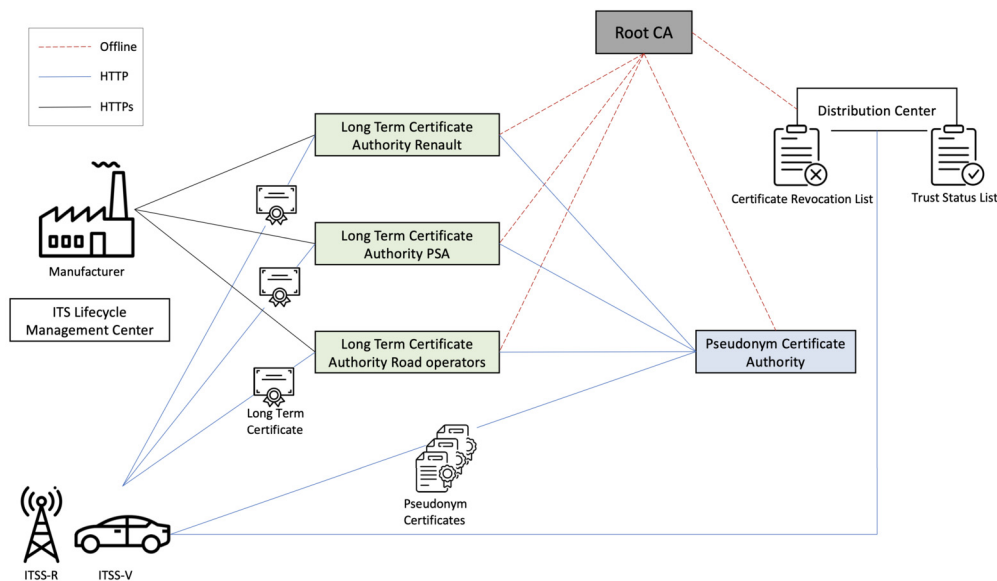 Root CA
Offline
HTTP
HTTPs
Distribution Center
Long Term Certificate
Authority Renault
Certificate Revocation List
Trust Status List
Long Term Certificate
Authority PSA
Manufacturer
ITS Lifecycle
Management Center
Long Term Certificate
Authority Road operators
Pseudonym Certificate
Authority
Long Term
Certificate
Pseudonym
Certificates
ITSS-R
ITSS-V